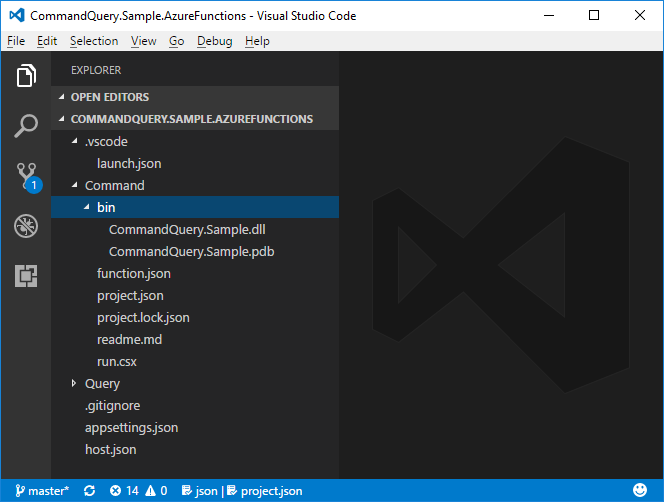 CommandQuery.Sample.AzureFunctions - Visual Studio Code
File Edit Selection View Go Debug Help
EXPLORER
OPEN EDITORS
COMMANDQUERY.SAMPLE.AZUREFUNCTIONS
.vscode
launch.json
Command
bin
CommandQuery.Sample.dll
CommandQuery.Sample.pdb
function.json
project.json
project.lock.json
readme.md
run.csx
Query
.gitignore
appsettings.json
host.json
1
master* 14 0 json | project.json